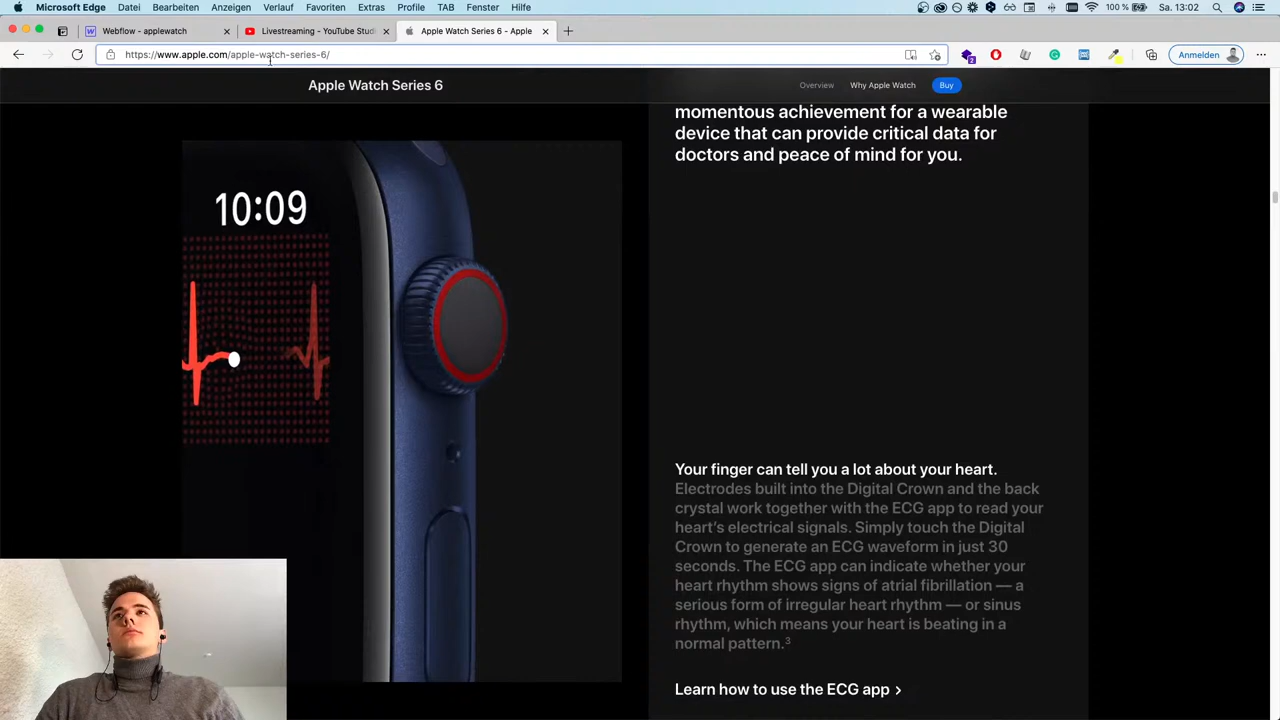 Microsoft Edge Datei Bearbeiten Anzeigen Verlauf Favoriten Extras Profile TAB Fenster Hilfe 100 % Sa. 13:02
Webflow - applewatch
Livestreaming - YouTube Stud
Apple Watch Series 6 - Apple
https://www.apple.com/apple-watch-series-6/
2
Anmelden
Apple Watch Series 6
Overview
Why Apple Watch
Buy
momentous achievement for a wearable
device that can provide critical data for
doctors and peace of mind for you.
10:09
Your finger can tell you a lot about your heart.
Electrodes built into the Digital Crown and the back
crystal work together with the ECG app to read your
heart's electrical signals. Simply touch the Digital
Crown to generate an ECG waveform in just 30
seconds. The ECG app can indicate whether your
heart rhythm shows signs of atrial fibrillation — a
serious form of irregular heart rhythm — or sinus
rhythm, which means your heart is beating in a
normal pattern.³
Learn how to use the ECG app >